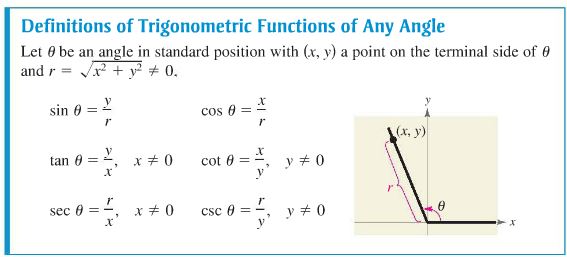 Definitions of Trigonometric Functions of Any Angle
Let θ be an angle in standard position with (x, y) a point on the terminal side of θ
and r = √x² + y² ≠ 0.
sin θ = y/r cos θ = x/r
tan θ = y/x, x ≠ 0 cot θ = x/y, y ≠ 0
sec θ = r/x, x ≠ 0 csc θ = r/y, y ≠ 0
y
(x, y)
r
θ
x